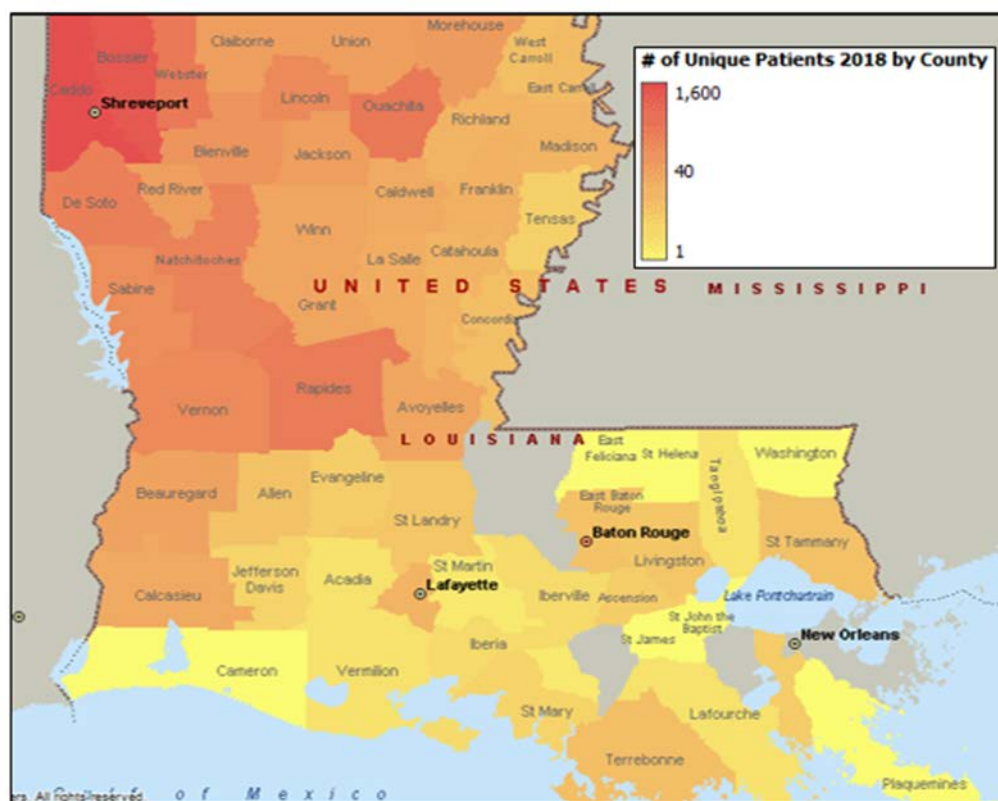 # of Unique Patients 2018 by County
1,600
40
1
Morehouse
Claiborne
Union
West
Carroll
Bossier
Webster
Caddo
Shreveport
Lincoln
Ouachita
East Carroll
Richland
Bienville
Jackson
Madison
De Soto
Red River
Caldwell
Franklin
Tensas
Winn
Natchitoches
La Salle
Catahoula
Sabine
UNITED STATES
MISSISSIPPI
Grant
Concordia
Rapides
Vernon
Avoyelles
LOUISIANA
East
Feliciana
St Helena
Washington
Tangipahoa
Evangeline
Beauregard
Allen
East Baton
Rouge
St Landry
Baton Rouge
St Tammany
Livingston
St Martin
Jefferson
Davis
Acadia
Lafayette
Calcasieu
Iberville
Ascension
Lake Pontchartrain
St John the
Baptist
St James
New Orleans
Iberia
Cameron
Vermilion
St Mary
Lafourche
Terrebonne
Plaquemines
ers. All rights reserved.
of Mexico